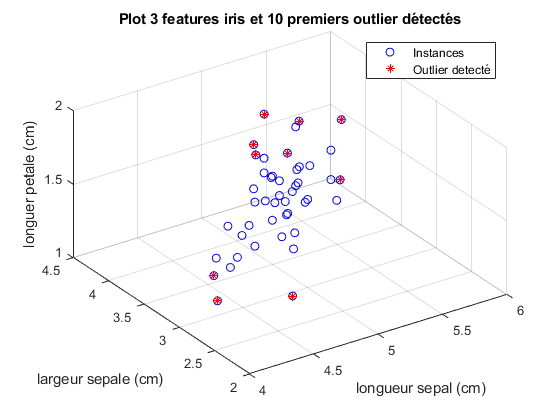 Plot 3 features iris et 10 premiers outlier détectés
Instances
Outlier detecté
longuer petale (cm)
2
1.5
1
4.5
4
3.5
3
2.5
2
largeur sepale (cm)
4
4.5
5
5.5
6
longueur sepal (cm)